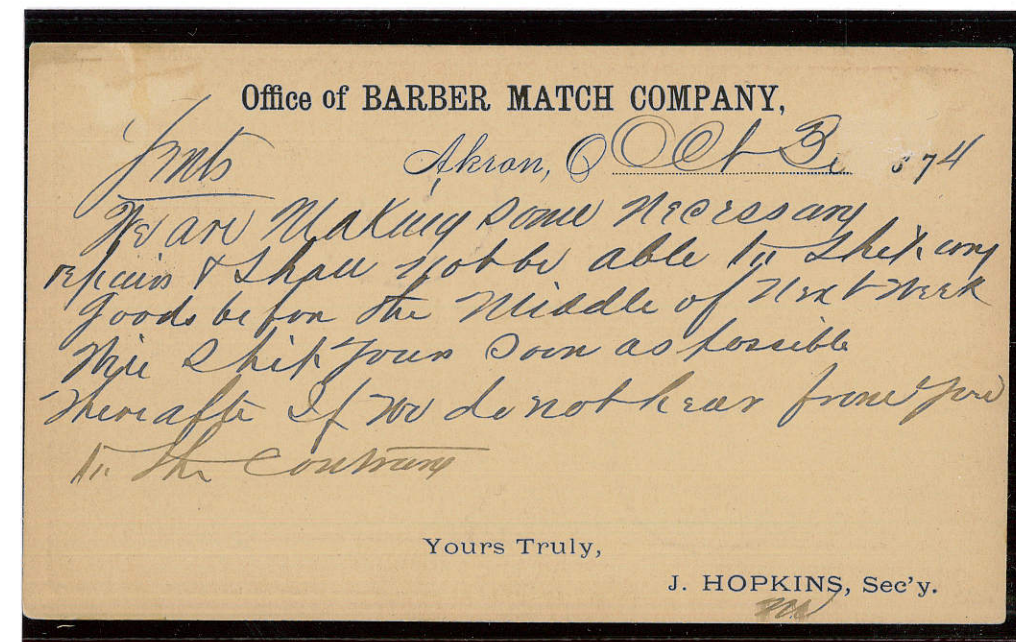 Office of BARBER MATCH COMPANY,
Gents
Akron, O Oct 3 1874
We are Making some Necessary
repairs & shall not be able to ship any
Goods before the Middle of Next Week
Will ship yours soon as possible
thereafter If we do not hear from you
to the contrary
Yours Truly,
J. HOPKINS, Sec'y.